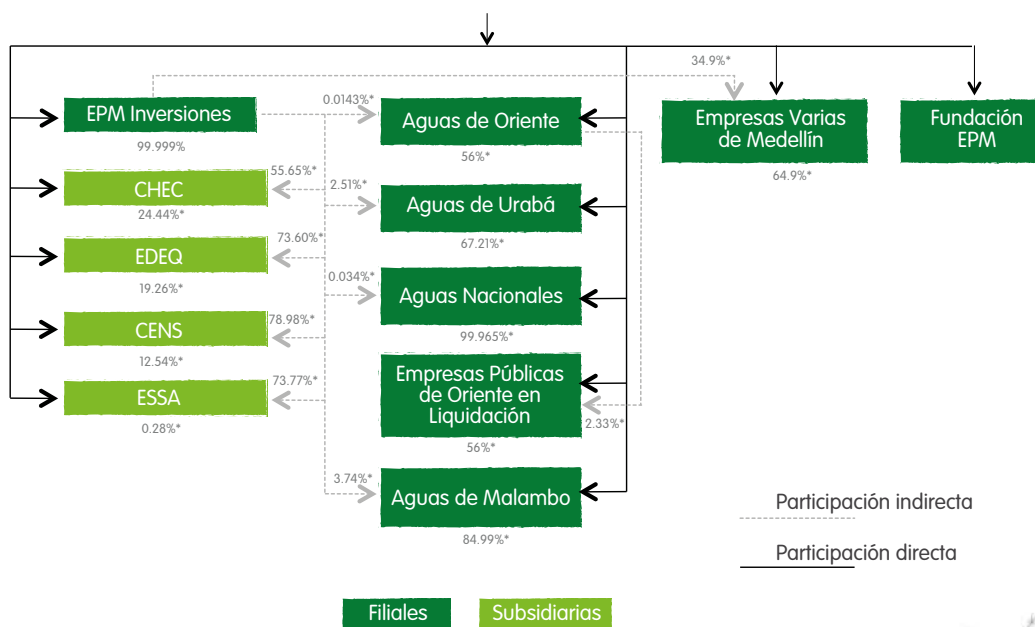 34.9%*
EPM Inversiones
99.999%
0.0143%*
Aguas de Oriente
56%*
Empresas Varias
de Medellín
64.9%*
Fundación
EPM
55.65%*
CHEC
24.44%*
2.51%*
Aguas de Urabá
67.21%*
73.60%*
EDEQ
19.26%*
0.034%*
Aguas Nacionales
99.965%*
78.98%*
CENS
12.54%*
Empresas Públicas
de Oriente en
Liquidación
56%*
2.33%*
73.77%*
ESSA
0.28%*
3.74%*
Aguas de Malambo
84.99%*
Participación indirecta
Participación directa
Filiales
Subsidiarias